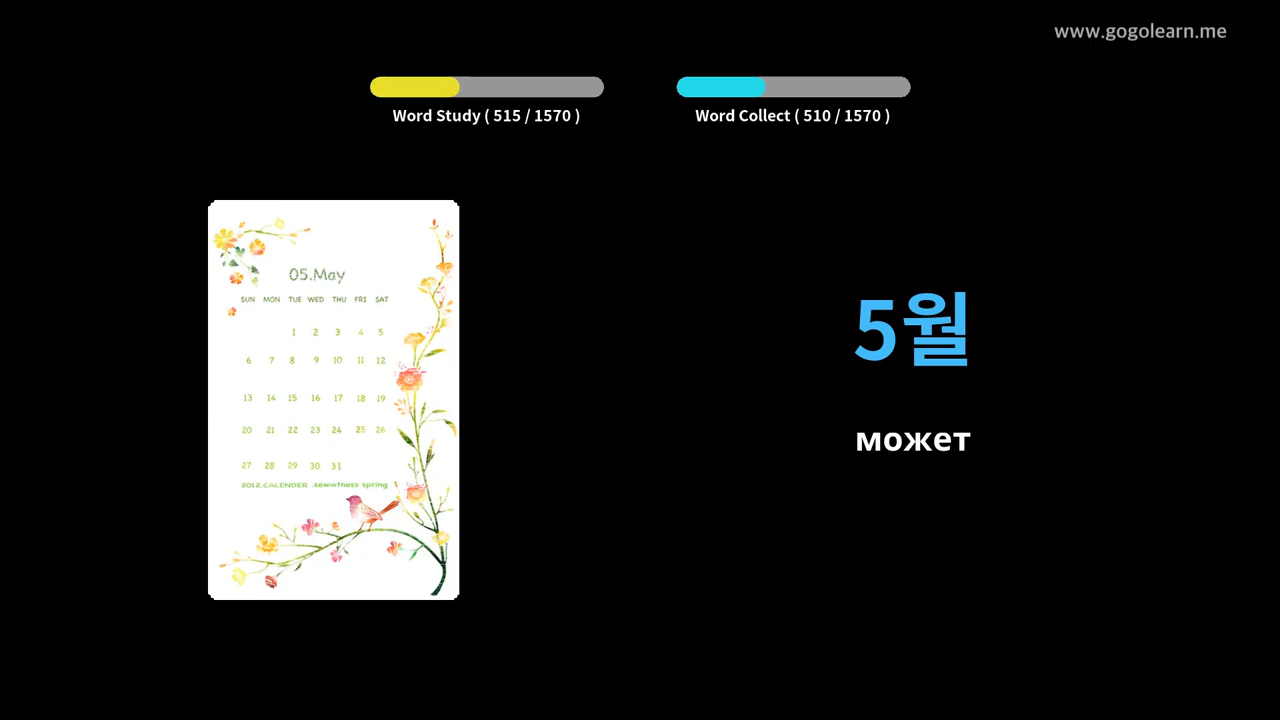 www.gogolearn.me
Word Study ( 515 / 1570 )
Word Collect ( 510 / 1570 )
05.May
SUN MON TUE WED THU FRI SAT
1 2 3 4 5
6 7 8 9 10 11 12
13 14 15 16 17 18 19
20 21 22 23 24 25 26
27 28 29 30 31
2012.CALENDER .sewwtness spring
5월
может